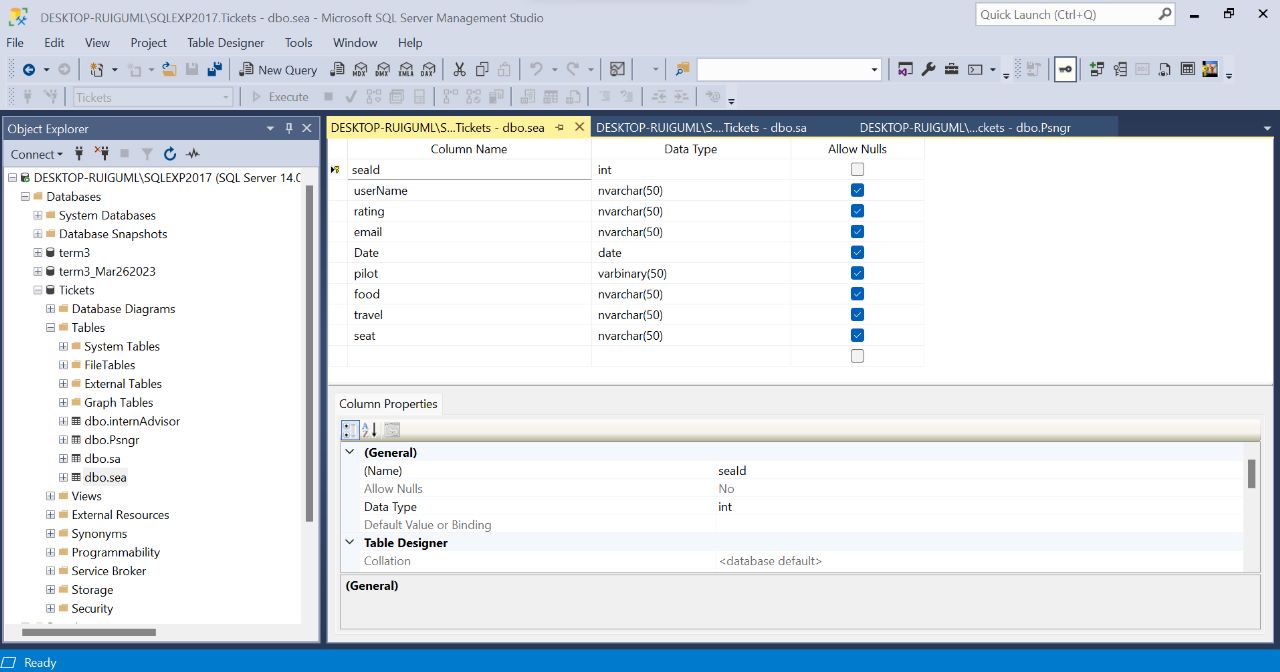 DESKTOP-RUIGUML\SQLEXP2017.Tickets - dbo.sea - Microsoft SQL Server Management Studio
Quick Launch (Ctrl+Q)
File Edit View Project Table Designer Tools Window Help
New Query MDX DMX XMLA DAX
Tickets Execute
Object Explorer
Connect
DESKTOP-RUIGUML\SQLEXP2017 (SQL Server 14.0
Databases
System Databases
Database Snapshots
term3
term3_Mar262023
Tickets
Database Diagrams
Tables
System Tables
FileTables
External Tables
Graph Tables
dbo.internAdvisor
dbo.Psngr
dbo.sa
dbo.sea
Views
External Resources
Synonyms
Programmability
Service Broker
Storage
Security
DESKTOP-RUIGUML\S...Tickets - dbo.sea
DESKTOP-RUIGUML\S....Tickets - dbo.sa
DESKTOP-RUIGUML\...ckets - dbo.Psngr
Column Name Data Type Allow Nulls
seaId int
userName nvarchar(50)
rating nvarchar(50)
email nvarchar(50)
Date date
pilot varbinary(50)
food nvarchar(50)
travel nvarchar(50)
seat nvarchar(50)
Column Properties
(General)
(Name) seaId
Allow Nulls No
Data Type int
Default Value or Binding
Table Designer
Collation <database default>
(General)
Ready